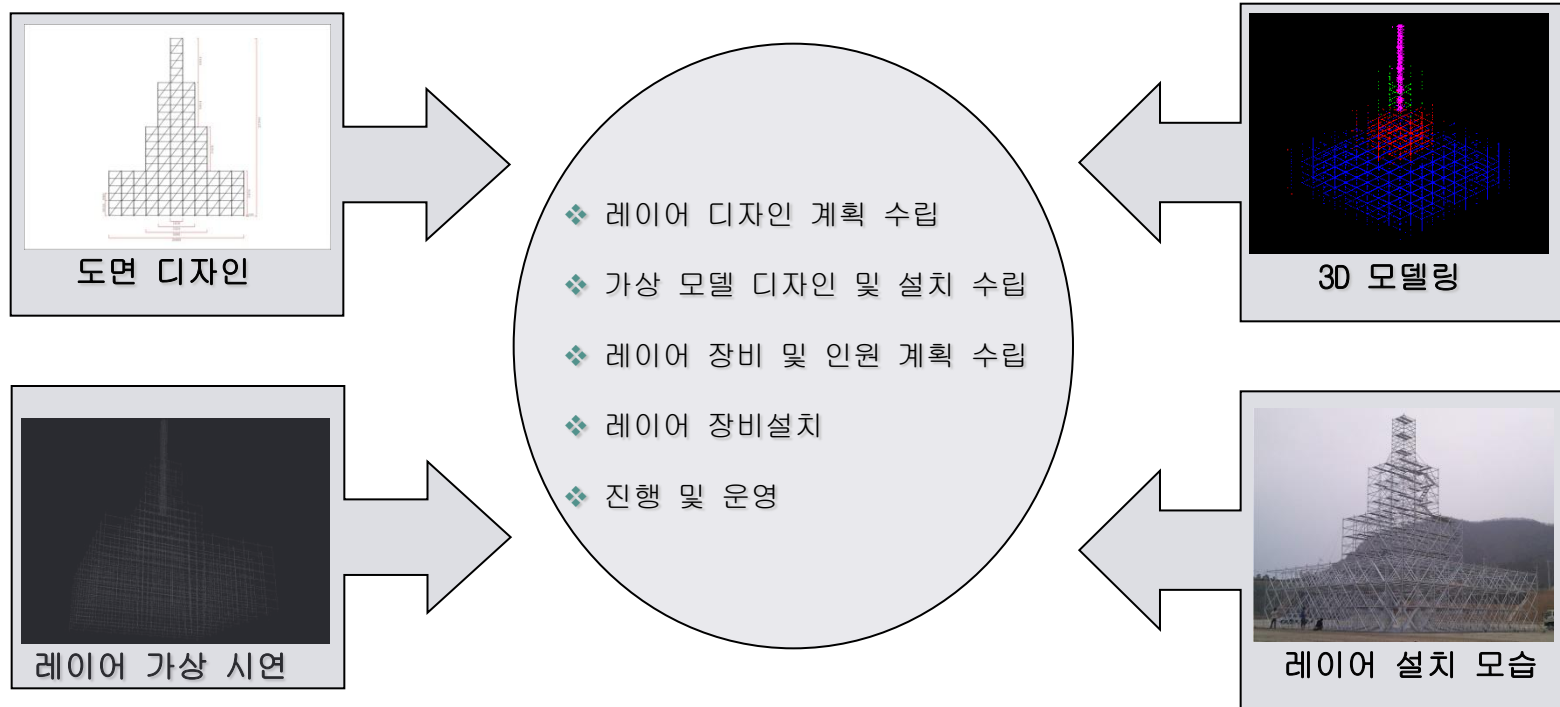 도면 디자인
3D 모델링
❖ 레이어 디자인 계획 수립
❖ 가상 모델 디자인 및 설치 수립
❖ 레이어 장비 및 인원 계획 수립
❖ 레이어 장비설치
❖ 진행 및 운영
레이어 가상 시연
레이어 설치 모습